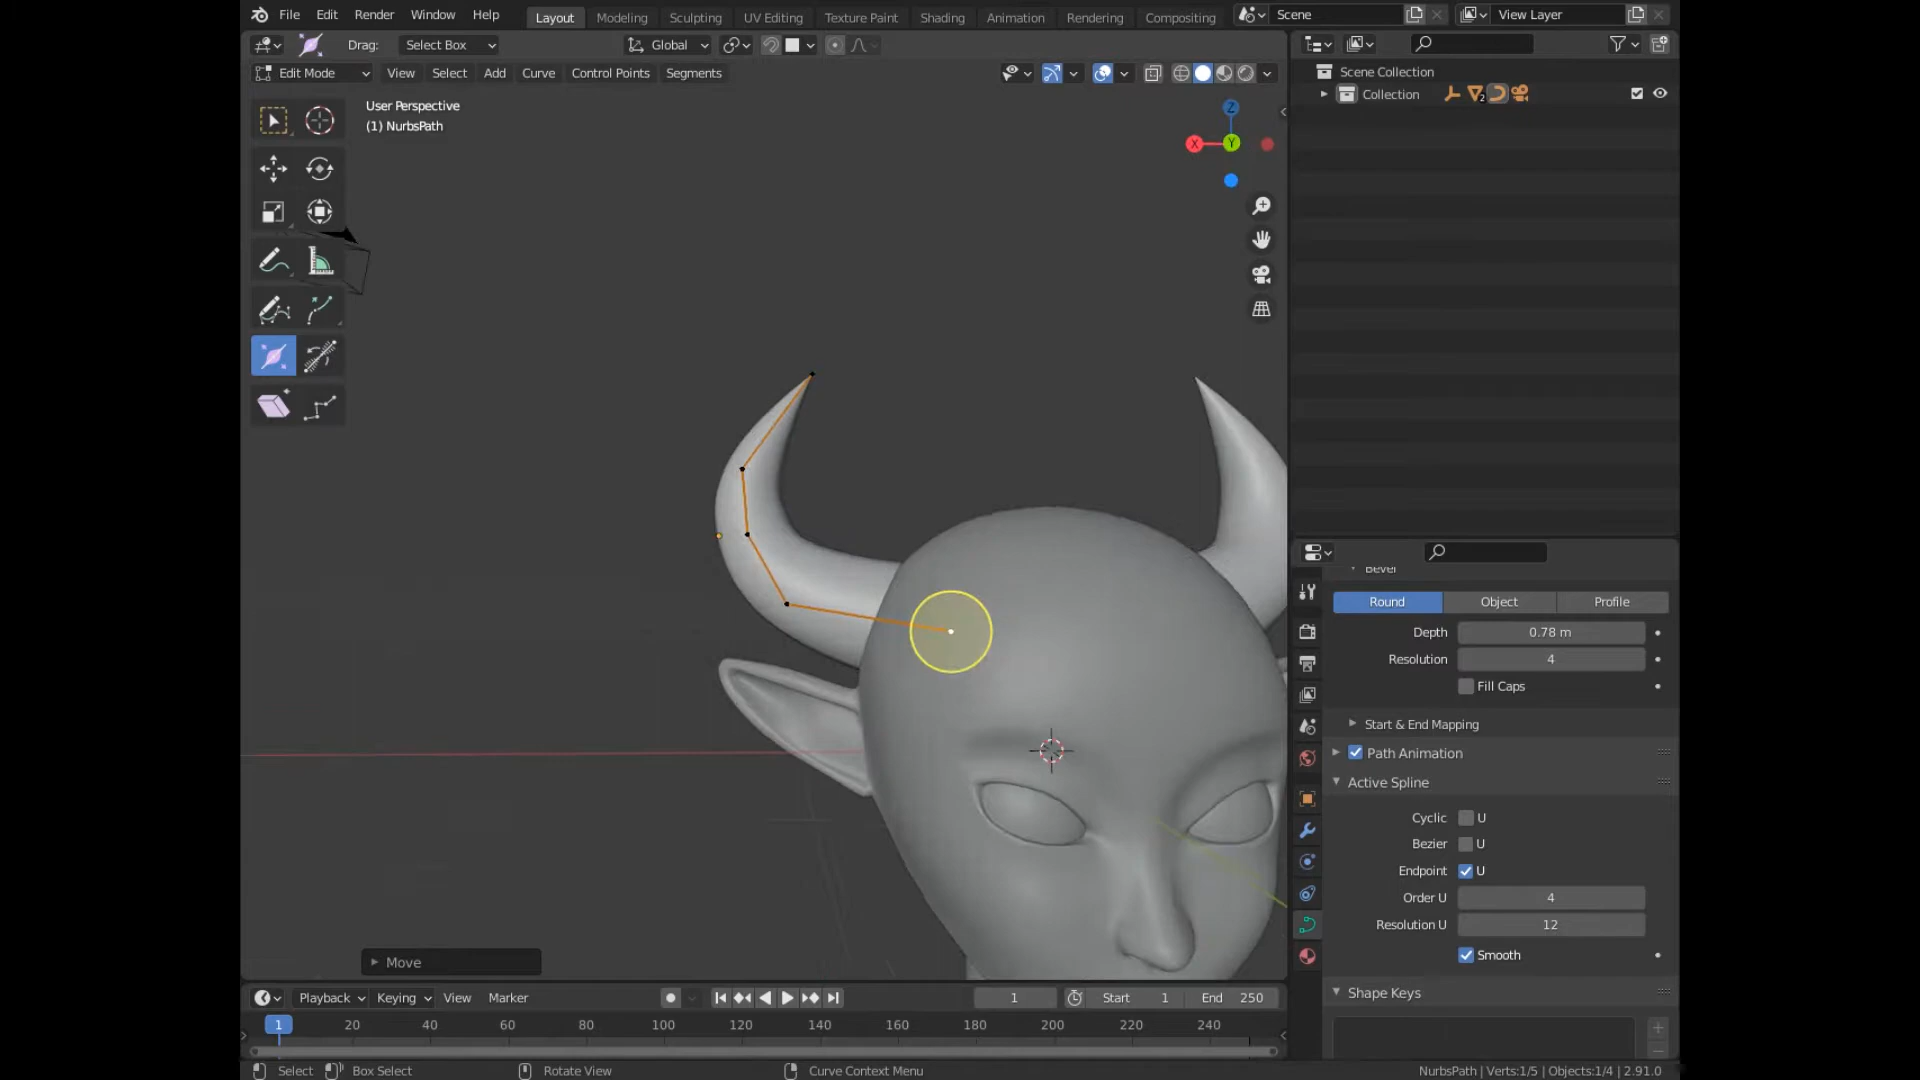 File Edit Render Window Help Layout Modeling Sculpting UV Editing Texture Paint Shading Animation Rendering Compositing Scene View Layer
Drag: Select Box Global
Edit Mode View Select Add Curve Control Points Segments
Scene Collection
Collection 2
User Perspective
(1) NurbsPath
Z
X Y
Bevel
Round Object Profile
Depth 0.78 m
Resolution 4
Fill Caps
Start & End Mapping
Path Animation
Active Spline
Cyclic U
Bezier U
Endpoint U
Order U 4
Resolution U 12
Smooth
Shape Keys
Move
Playback Keying View Marker 1 Start 1 End 250
1 20 40 60 80 100 120 140 160 180 200 220 240
Select Box Select Rotate View Curve Context Menu NurbsPath | Verts:1/5 | Objects:1/4 | 2.91.0